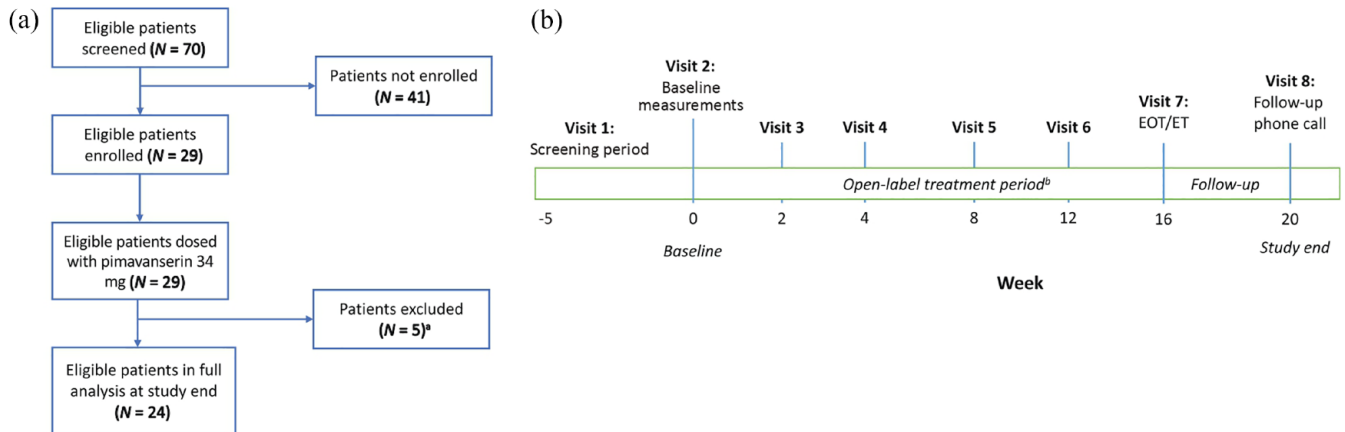 (a)
Eligible patients
screened (N = 70)
Patients not enrolled
(N = 41)
Eligible patients
enrolled (N = 29)
Eligible patients dosed
with pimavanserin 34
mg (N = 29)
Patients excluded
(N = 5)ª
Eligible patients in full
analysis at study end
(N = 24)
(b)
Visit 1:
Screening period
Visit 2:
Baseline
measurements
Visit 3
Visit 4
Visit 5
Visit 6
Visit 7:
EOT/ET
Visit 8:
Follow-up
phone call
Open-label treatment periodᵇ
Follow-up
-5 0 2 4 8 12 16 20
Baseline
Study end
Week